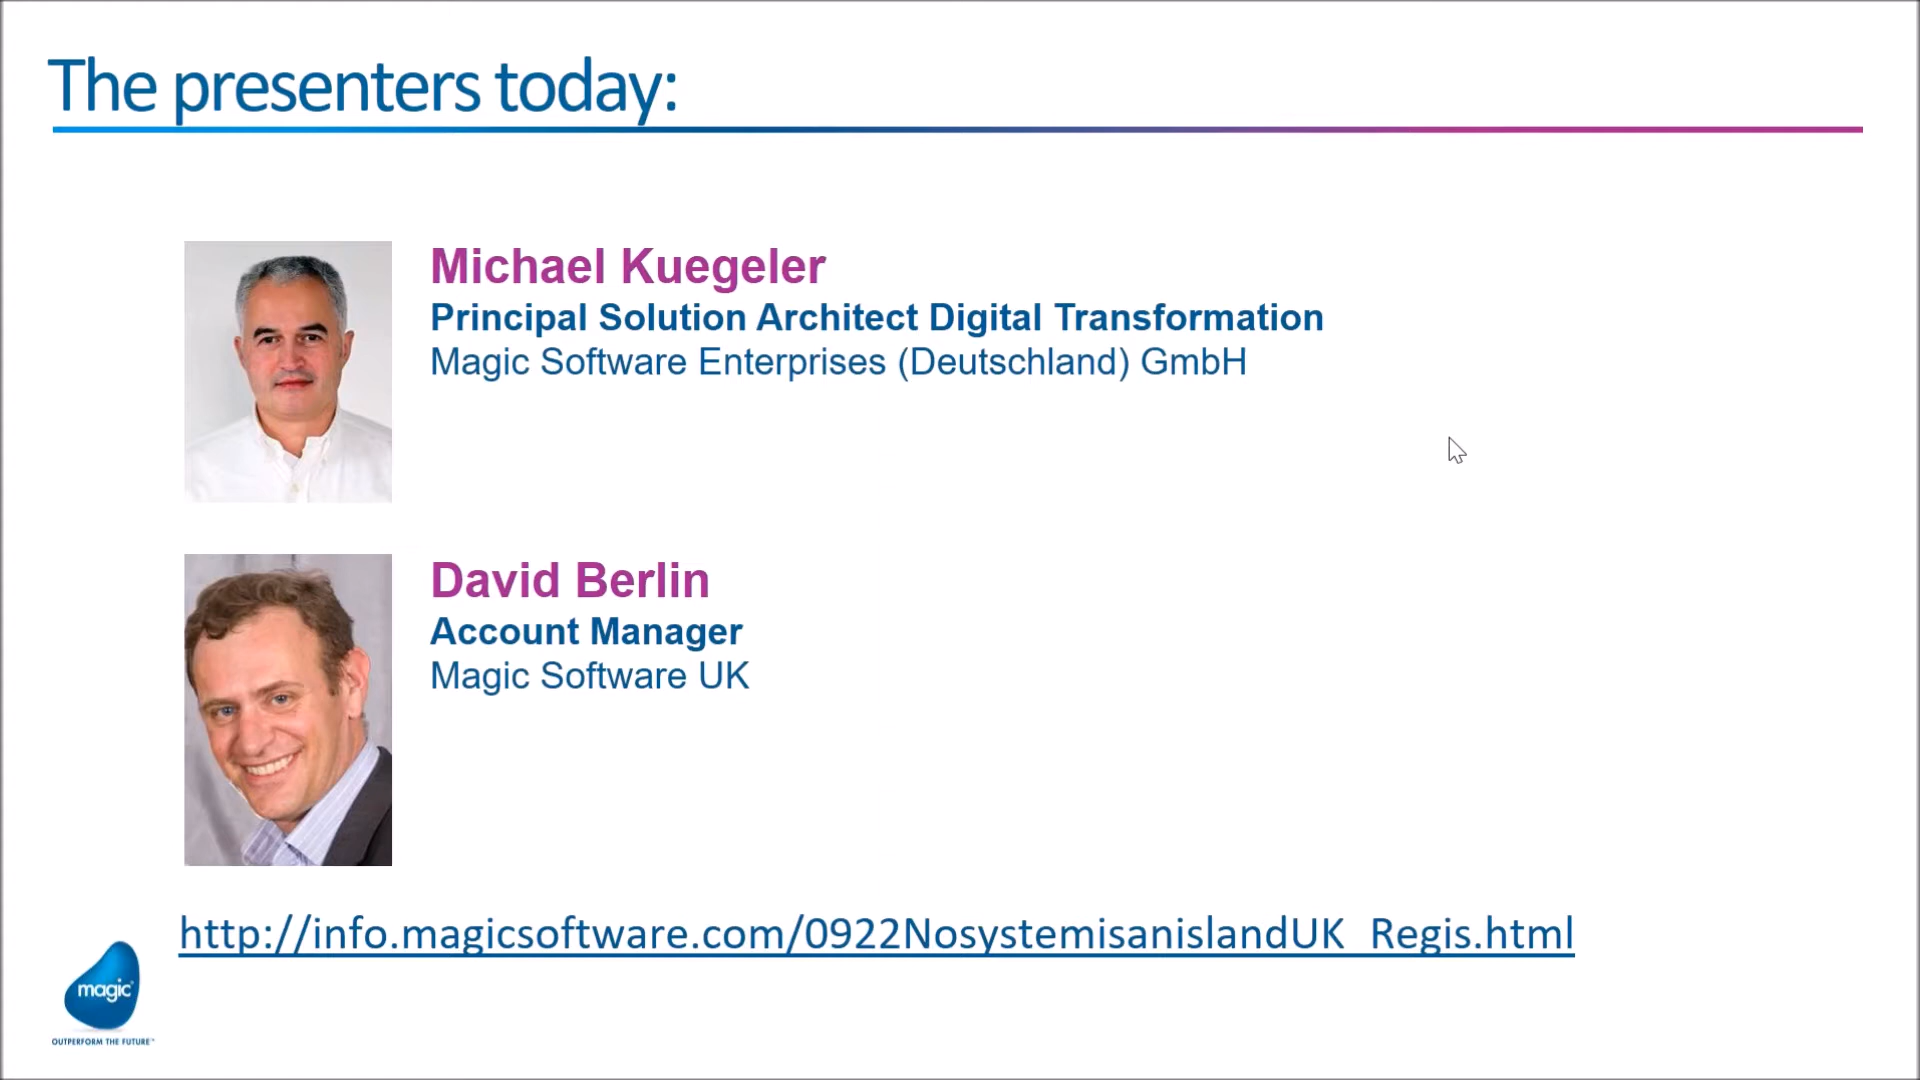 The presenters today:
Michael Kuegeler
Principal Solution Architect Digital Transformation
Magic Software Enterprises (Deutschland) GmbH
David Berlin
Account Manager
Magic Software UK
http://info.magicsoftware.com/0922NosystemisanislandUK_Regis.html
magic
OUTPERFORM THE FUTURE™